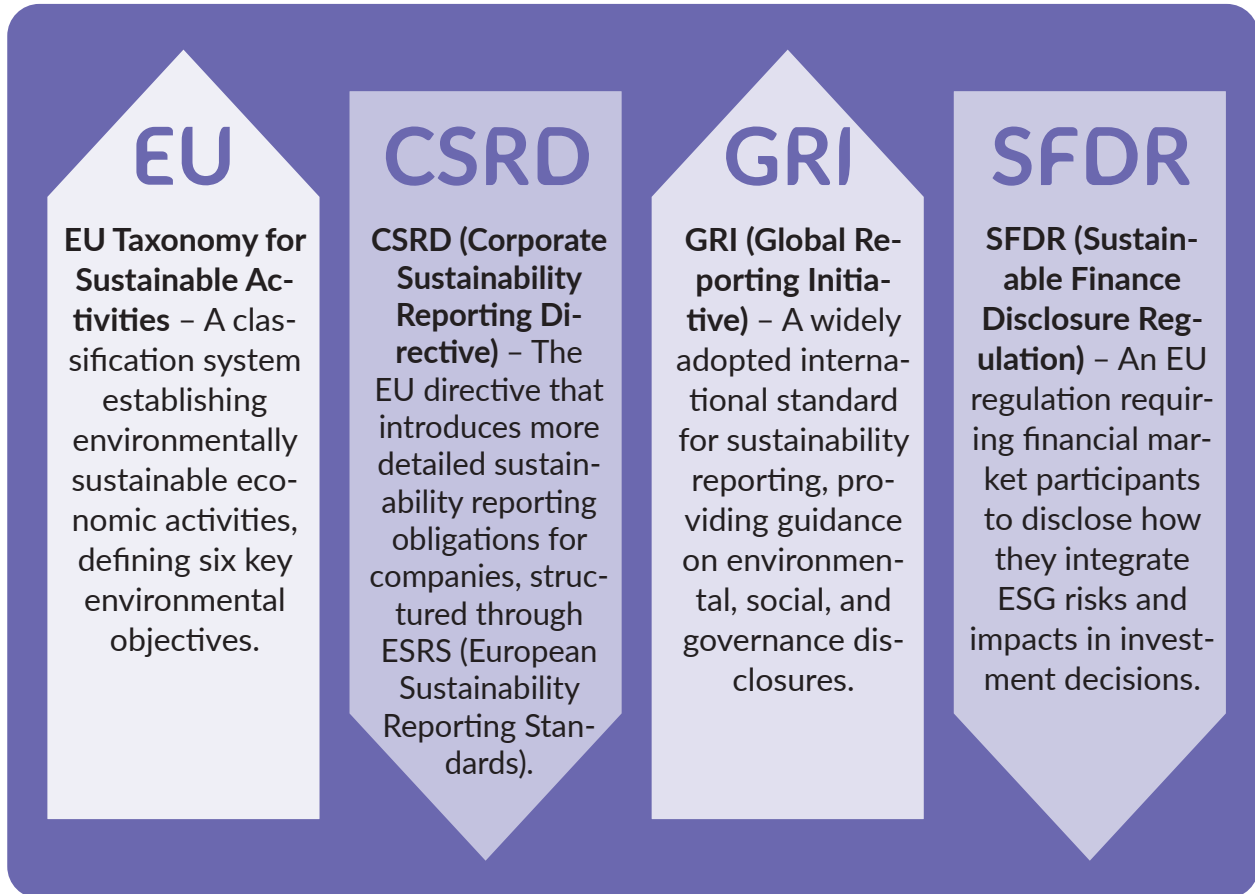 EU
EU Taxonomy for
Sustainable Ac-
tivities – A clas-
sification system
establishing
environmentally
sustainable eco-
nomic activities,
defining six key
environmental
objectives.
CSRD
CSRD (Corporate
Sustainability
Reporting Di-
rective) – The
EU directive that
introduces more
detailed sustain-
ability reporting
obligations for
companies, struc-
tured through
ESRS (European
Sustainability
Reporting Stan-
dards).
GRI
GRI (Global Re-
porting Initia-
tive) – A widely
adopted interna-
tional standard
for sustainability
reporting, pro-
viding guidance
on environmen-
tal, social, and
governance dis-
closures.
SFDR
SFDR (Sustain-
able Finance
Disclosure Reg-
ulation) – An EU
regulation requir-
ing financial mar-
ket participants
to disclose how
they integrate
ESG risks and
impacts in invest-
ment decisions.